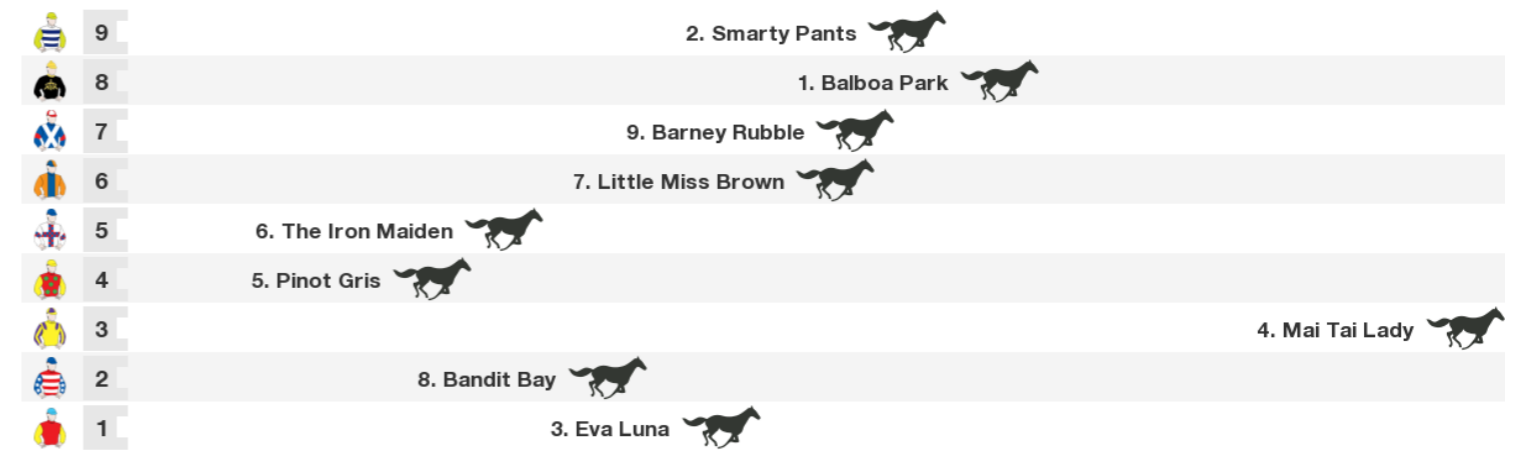 9 2. Smarty Pants
8 1. Balboa Park
7 9. Barney Rubble
6 7. Little Miss Brown
5 6. The Iron Maiden
4 5. Pinot Gris
3 4. Mai Tai Lady
2 8. Bandit Bay
1 3. Eva Luna